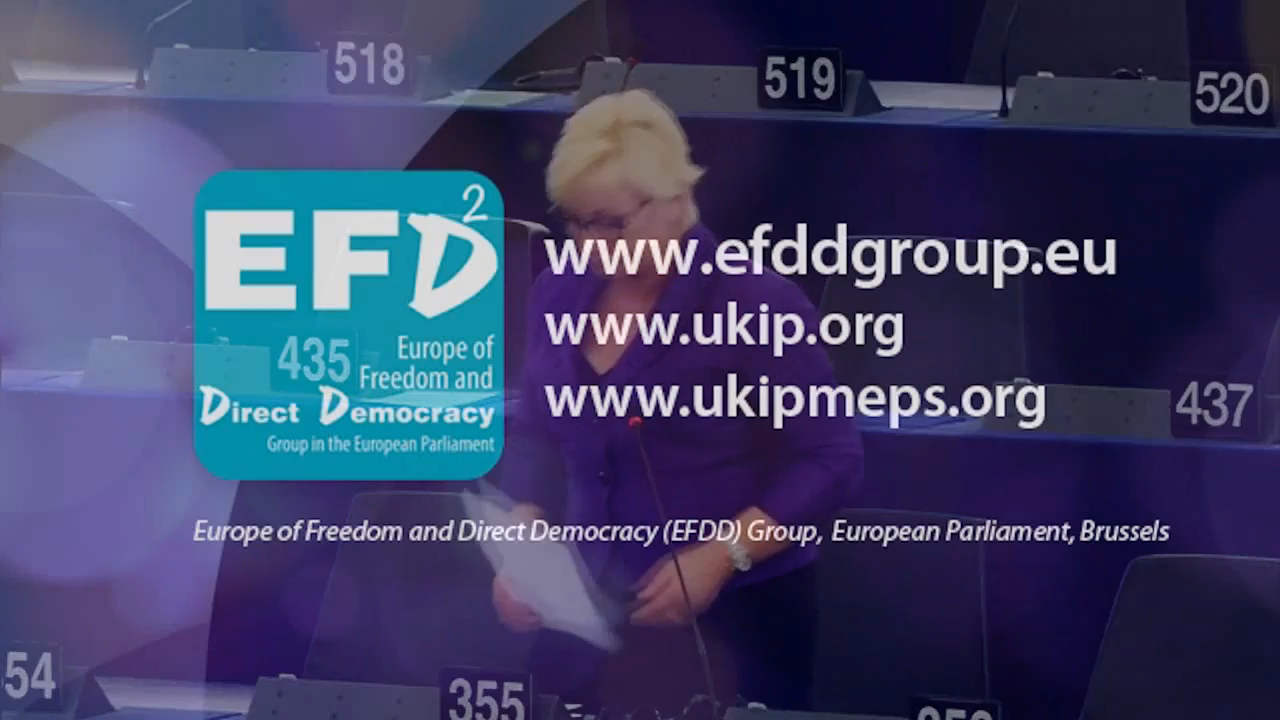 518
519
520
EFD2
435
Europe of
Freedom and
Direct Democracy
Group in the European Parliament
www.efddgroup.eu
www.ukip.org
www.ukipmeps.org
437
Europe of Freedom and Direct Democracy (EFDD) Group, European Parliament, Brussels
54
355